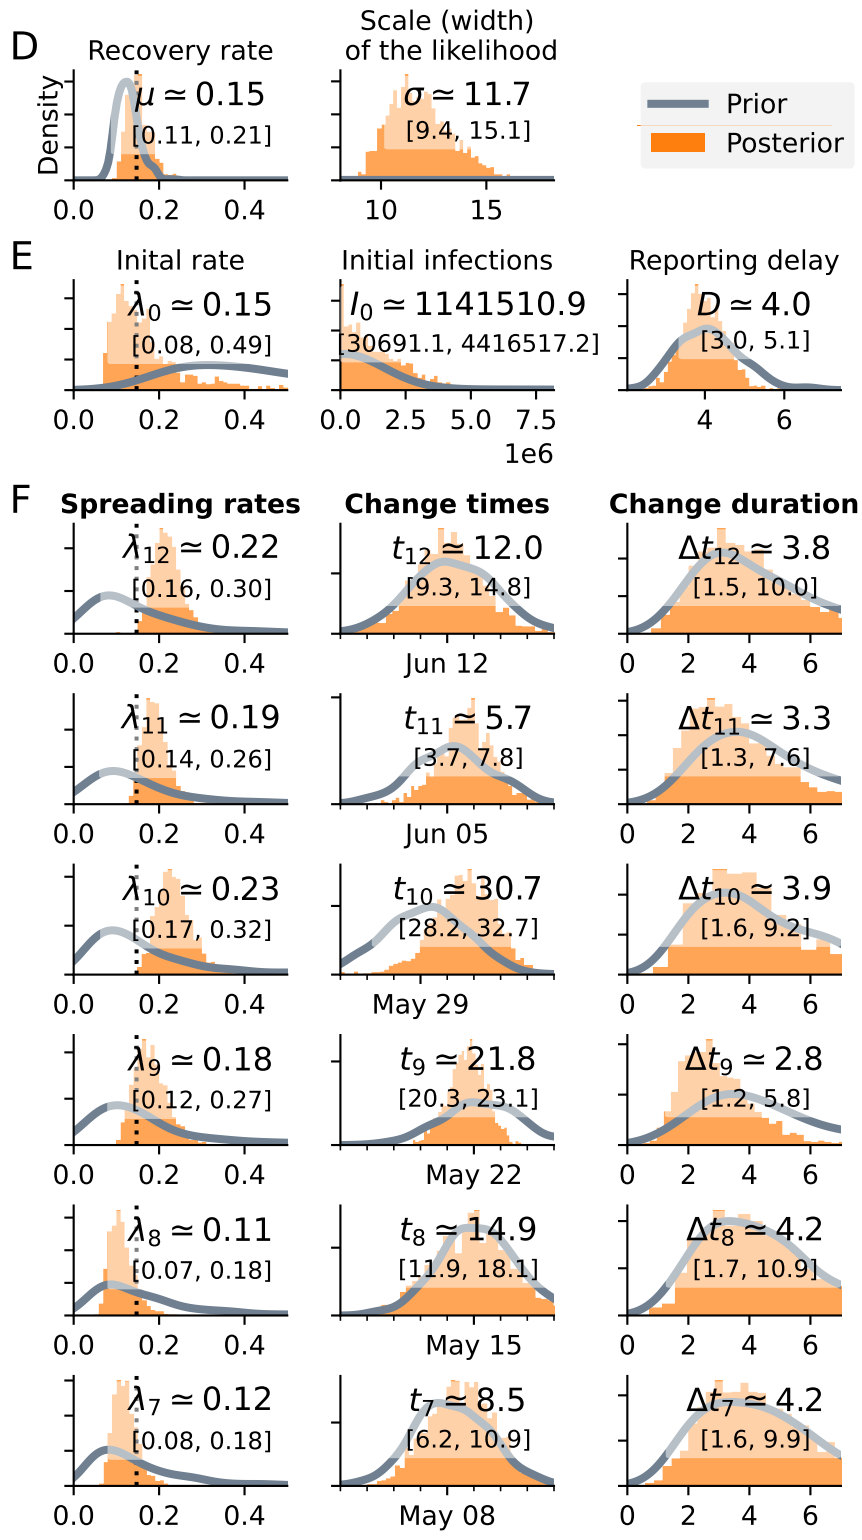 D
Recovery rate
Scale (width)
of the likelihood
Density
μ ≃ 0.15
[0.11, 0.21]
σ ≃ 11.7
[9.4, 15.1]
Prior
Posterior
0.0 0.2 0.4
10 15
E
Inital rate
Initial infections
Reporting delay
λ0 ≃ 0.15
[0.08, 0.49]
I0 ≃ 1141510.9
[30691.1, 4416517.2]
D ≃ 4.0
[3.0, 5.1]
0.0 0.2 0.4
0.0 2.5 5.0 7.5
1e6
4 6
F
Spreading rates
Change times
Change duration
λ12 ≃ 0.22
[0.16, 0.30]
t12 ≃ 12.0
[9.3, 14.8]
Δt12 ≃ 3.8
[1.5, 10.0]
0.0 0.2 0.4
Jun 12
0 2 4 6
λ11 ≃ 0.19
[0.14, 0.26]
t11 ≃ 5.7
[3.7, 7.8]
Δt11 ≃ 3.3
[1.3, 7.6]
0.0 0.2 0.4
Jun 05
0 2 4 6
λ10 ≃ 0.23
[0.17, 0.32]
t10 ≃ 30.7
[28.2, 32.7]
Δt10 ≃ 3.9
[1.6, 9.2]
0.0 0.2 0.4
May 29
0 2 4 6
λ9 ≃ 0.18
[0.12, 0.27]
t9 ≃ 21.8
[20.3, 23.1]
Δt9 ≃ 2.8
[1.2, 5.8]
0.0 0.2 0.4
May 22
0 2 4 6
λ8 ≃ 0.11
[0.07, 0.18]
t8 ≃ 14.9
[11.9, 18.1]
Δt8 ≃ 4.2
[1.7, 10.9]
0.0 0.2 0.4
May 15
0 2 4 6
λ7 ≃ 0.12
[0.08, 0.18]
t7 ≃ 8.5
[6.2, 10.9]
Δt7 ≃ 4.2
[1.6, 9.9]
0.0 0.2 0.4
May 08
0 2 4 6